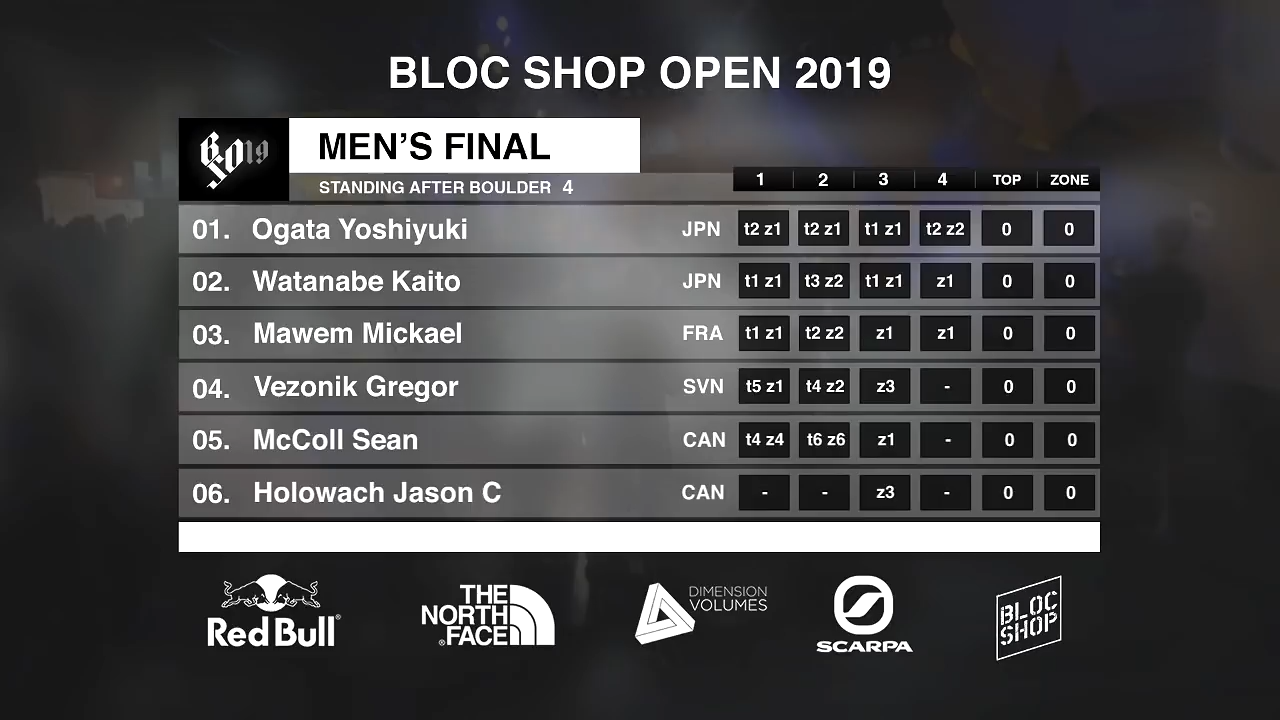 BLOC SHOP OPEN 2019
BSO19
MEN'S FINAL
STANDING AFTER BOULDER 4
1 2 3 4 TOP ZONE
01. Ogata Yoshiyuki JPN t2 z1 t2 z1 t1 z1 t2 z2 0 0
02. Watanabe Kaito JPN t1 z1 t3 z2 t1 z1 z1 0 0
03. Mawem Mickael FRA t1 z1 t2 z2 z1 z1 0 0
04. Vezonik Gregor SVN t5 z1 t4 z2 z3 - 0 0
05. McColl Sean CAN t4 z4 t6 z6 z1 - 0 0
06. Holowach Jason C CAN - - z3 - 0 0
Red Bull®
THE
NORTH
®FACE
DIMENSION
VOLUMES
SCARPA
BLOC
SHOP